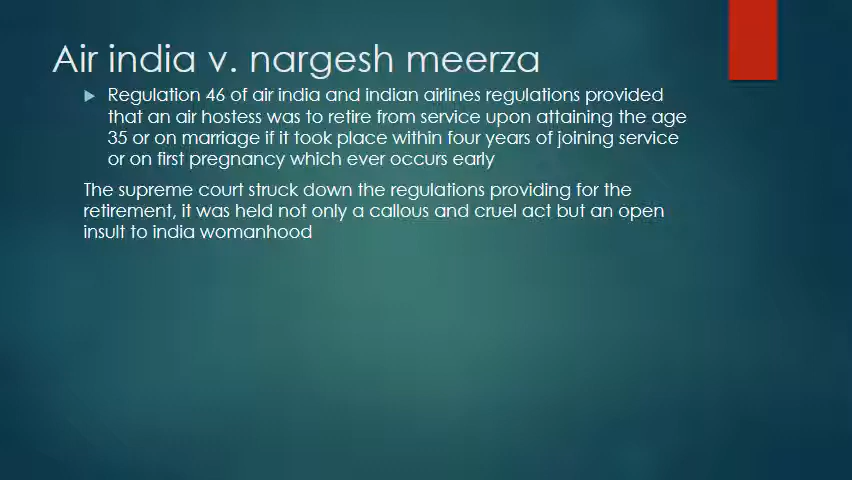 Air india v. nargesh meerza
Regulation 46 of air india and indian airlines regulations provided
that an air hostess was to retire from service upon attaining the age
35 or on marriage if it took place within four years of joining service
or on first pregnancy which ever occurs early
The supreme court struck down the regulations providing for the
retirement, it was held not only a callous and cruel act but an open
insult to india womanhood